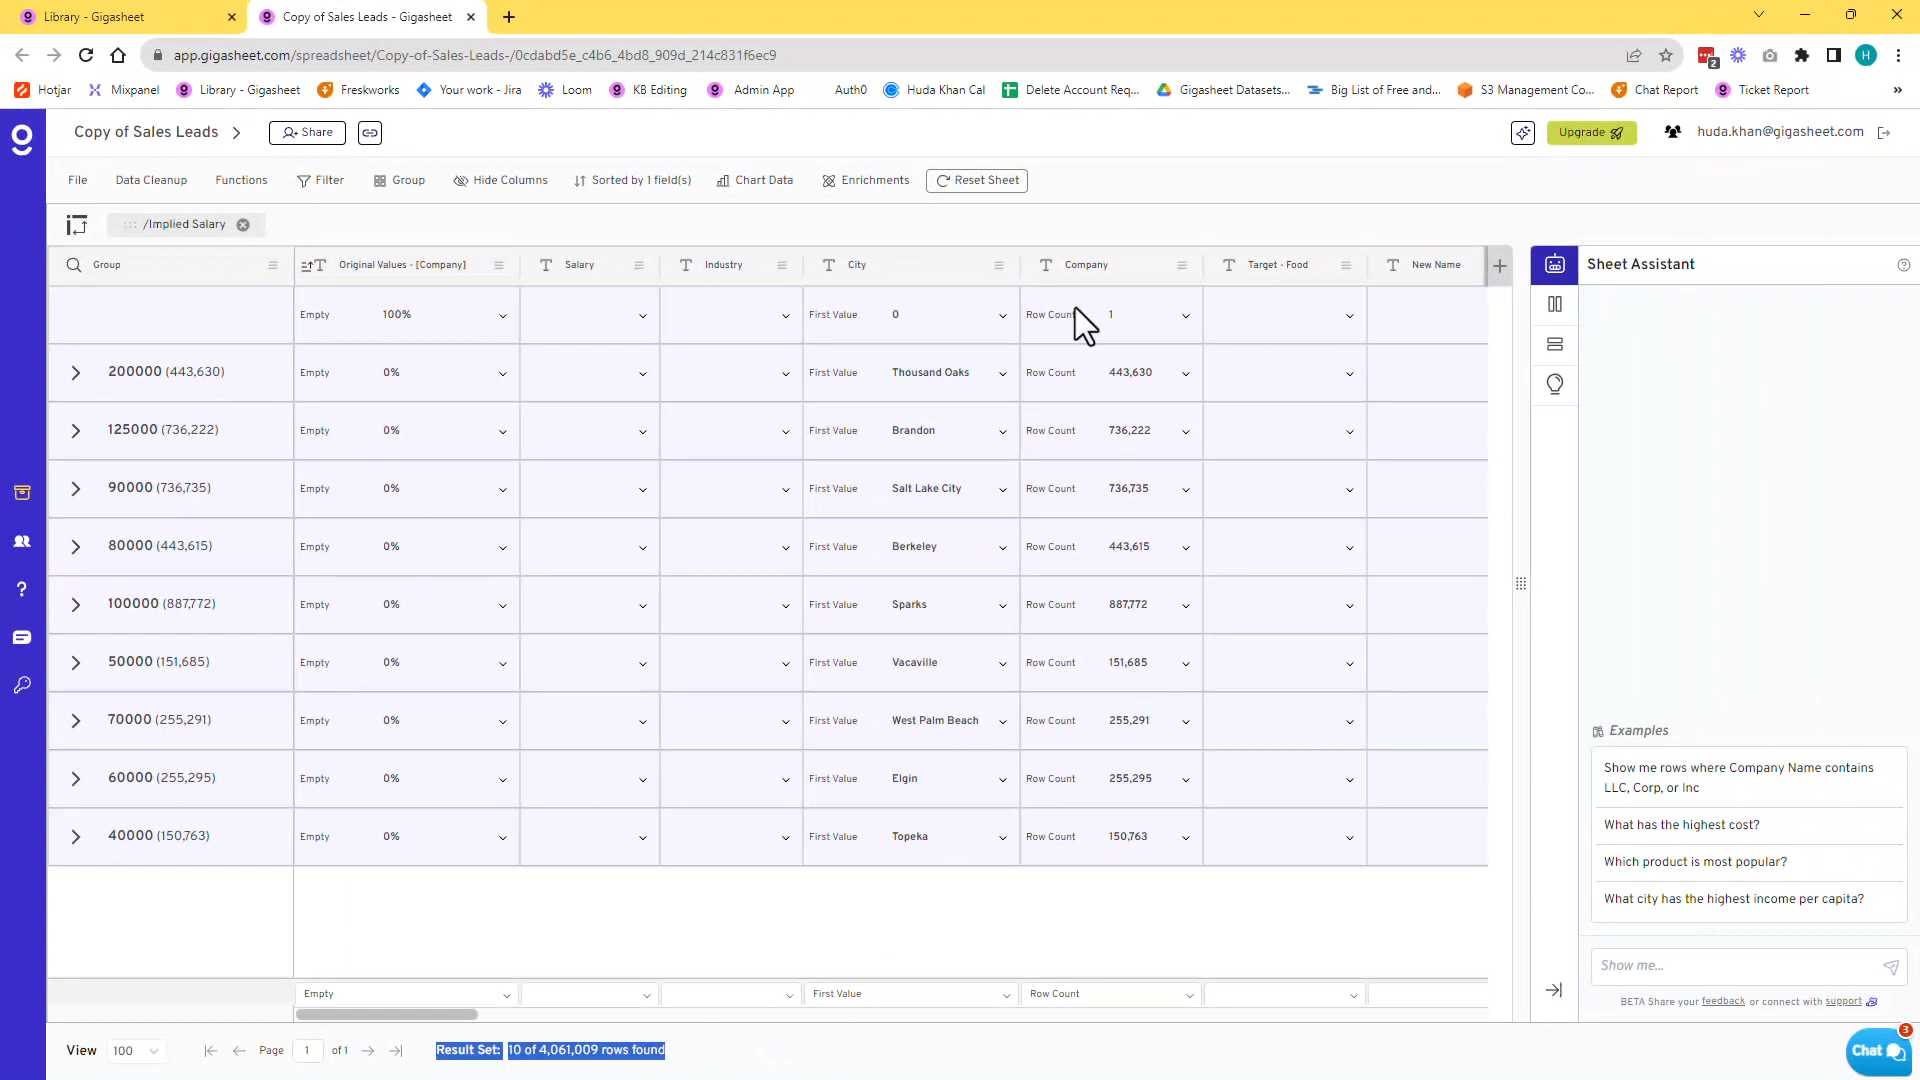 Library - Gigasheet
Copy of Sales Leads - Gigasheet
app.gigasheet.com/spreadsheet/Copy-of-Sales-Leads-/0cdabd5e_c4b6_4bd8_909d_214c831f6ec9
2
H
Hotjar Mixpanel Library - Gigasheet Freskworks Your work - Jira Loom KB Editing Admin App Auth0 Huda Khan Cal Delete Account Req... Gigasheet Datasets... Big List of Free and... S3 Management Co... Chat Report Ticket Report »
Copy of Sales Leads Share Upgrade huda.khan@gigasheet.com
File Data Cleanup Functions Filter Group Hide Columns Sorted by 1 field(s) Chart Data Enrichments Reset Sheet
/Implied Salary
Group Original Values - [Company] Salary Industry City Company Target - Food New Name
Empty 100% First Value 0 Row Count 1
200000 (443,630) Empty 0% First Value Thousand Oaks Row Count 443,630
125000 (736,222) Empty 0% First Value Brandon Row Count 736,222
90000 (736,735) Empty 0% First Value Salt Lake City Row Count 736,735
80000 (443,615) Empty 0% First Value Berkeley Row Count 443,615
100000 (887,772) Empty 0% First Value Sparks Row Count 887,772
50000 (151,685) Empty 0% First Value Vacaville Row Count 151,685
70000 (255,291) Empty 0% First Value West Palm Beach Row Count 255,291
60000 (255,295) Empty 0% First Value Elgin Row Count 255,295
40000 (150,763) Empty 0% First Value Topeka Row Count 150,763
Empty First Value Row Count
View 100 Page 1 of 1 Result Set: 10 of 4,061,009 rows found
Sheet Assistant
Examples
Show me rows where Company Name contains
LLC, Corp, or Inc
What has the highest cost?
Which product is most popular?
What city has the highest income per capita?
Show me...
BETA Share your feedback or connect with support
Chat
3